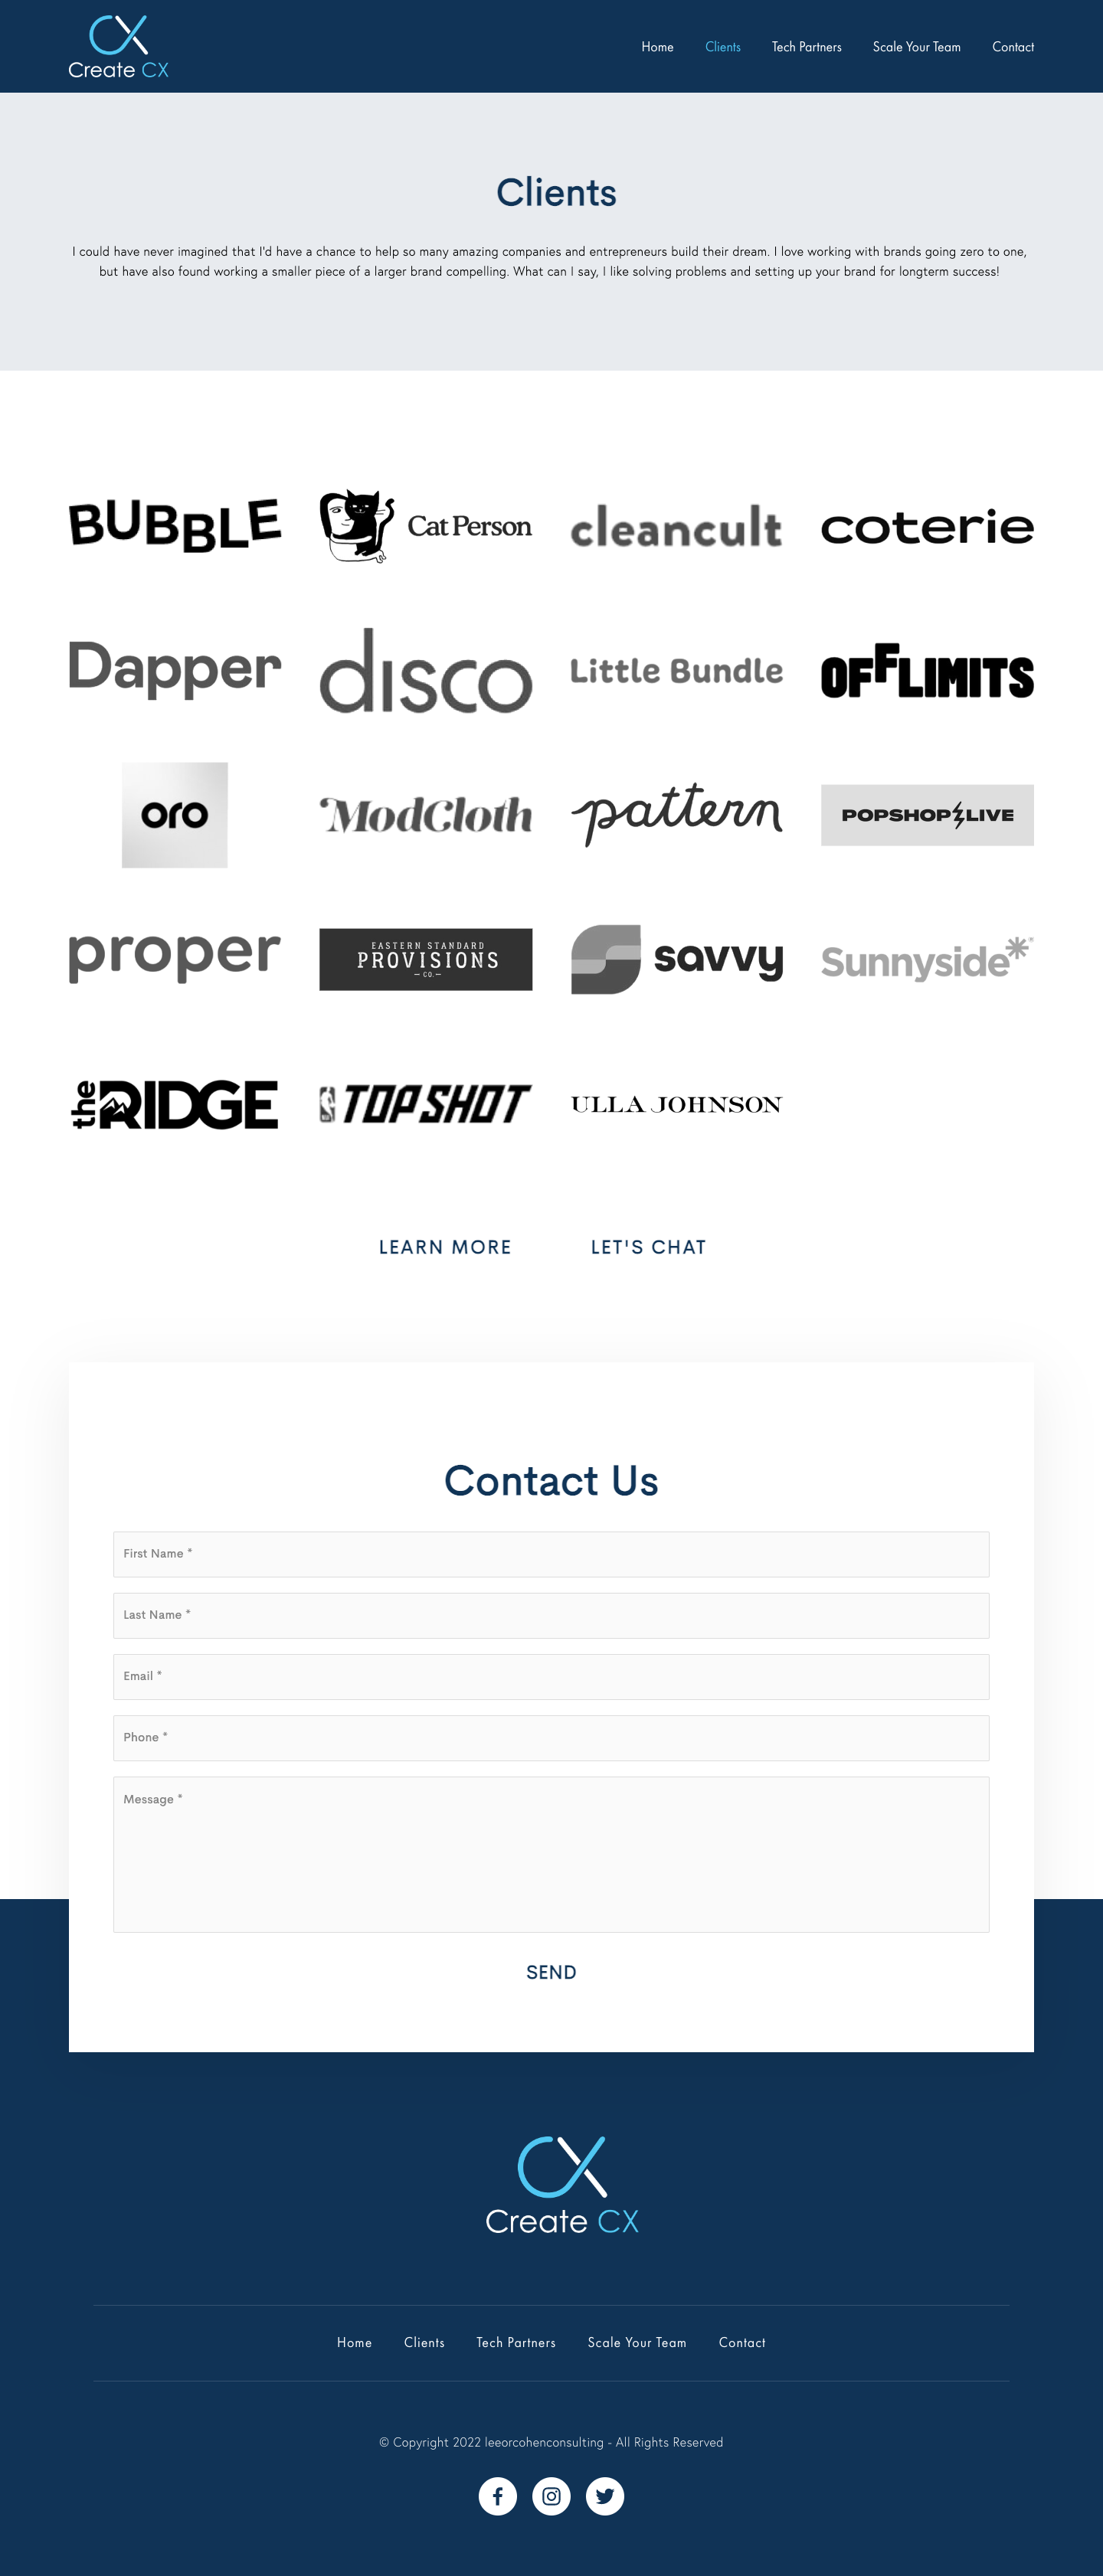 CX
Create CX
Home
Clients
Tech Partners
Scale Your Team
Contact
Clients
I could have never imagined that I'd have a chance to help so many amazing companies and entrepreneurs build their dream. I love working with brands going zero to one,
but have also found working a smaller piece of a larger brand compelling. What can I say, I like solving problems and setting up your brand for longterm success!
BUBBLE
Cat Person
cleancult
coterie
Dapper
disco
Little Bundle
OFFLIMITS
oro
ModCloth
pattern
POPSHOP LIVE
proper
EASTERN STANDARD
PROVISIONS
CO.
savvy
Sunnyside
the RIDGE
NBA TOP SHOT
ULLA JOHNSON
LEARN MORE
LET'S CHAT
Contact Us
First Name *
Last Name *
Email *
Phone *
Message *
SEND
CX
Create CX
Home
Clients
Tech Partners
Scale Your Team
Contact
© Copyright 2022 leeorcohenconsulting - All Rights Reserved